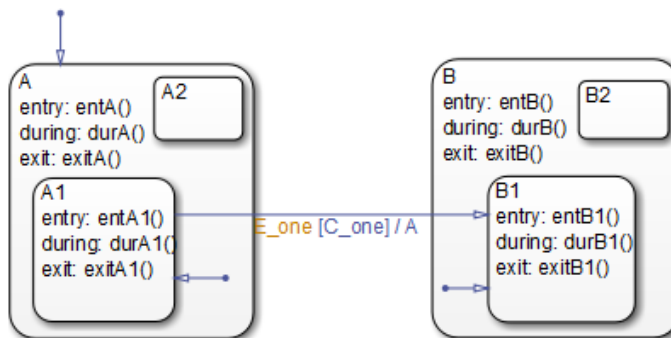 A
entry: entA()
during: durA()
exit: exitA()
A2
A1
entry: entA1()
during: durA1()
exit: exitA1()
E_one [C_one] / A
B
entry: entB()
during: durB()
exit: exitB()
B2
B1
entry: entB1()
during: durB1()
exit: exitB1()